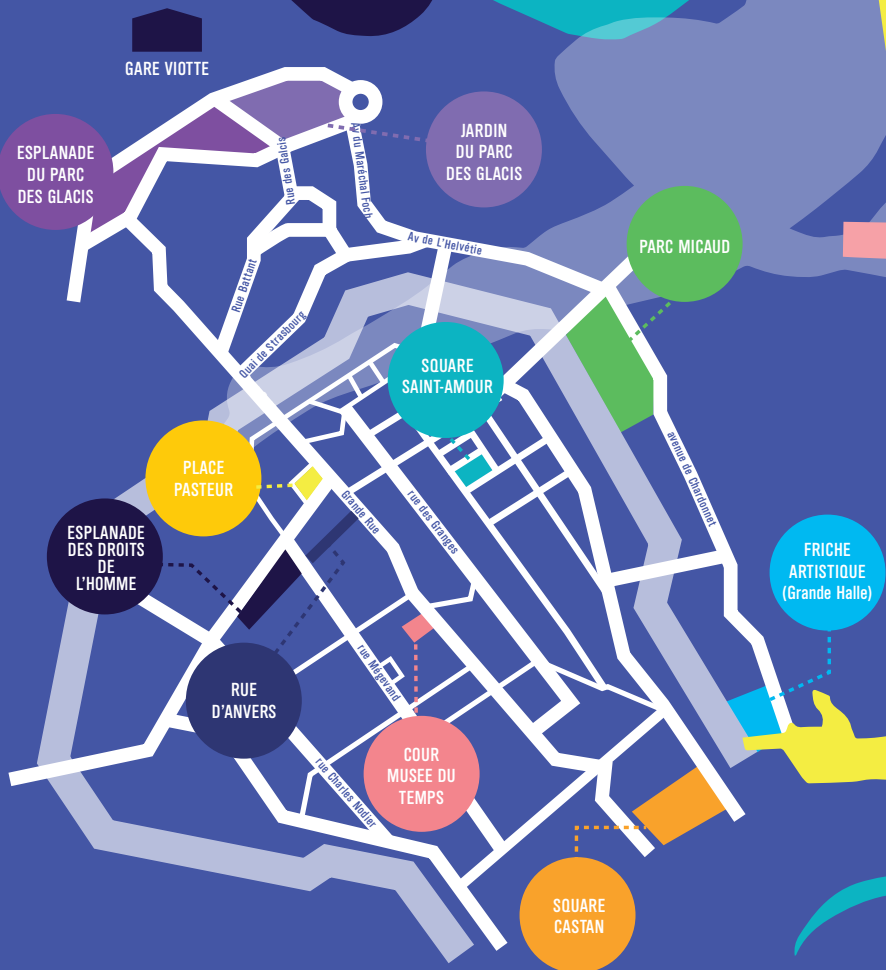 GARE VIOTTE
ESPLANADE
DU PARC
DES GLACIS
JARDIN
DU PARC
DES GLACIS
Rue des Galcis
Av du Maréchal Foch
Av de L'Helvétie
PARC MICAUD
Rue Battant
Quai de Strasbourg
SQUARE
SAINT-AMOUR
PLACE
PASTEUR
Grande Rue
rue des Granges
avenue de Chardonnet
ESPLANADE
DES DROITS
DE
L'HOMME
FRICHE
ARTISTIQUE
(Grande Halle)
RUE
D'ANVERS
rue Mégevand
COUR
MUSEE DU
TEMPS
rue Charles Nodier
SQUARE
CASTAN